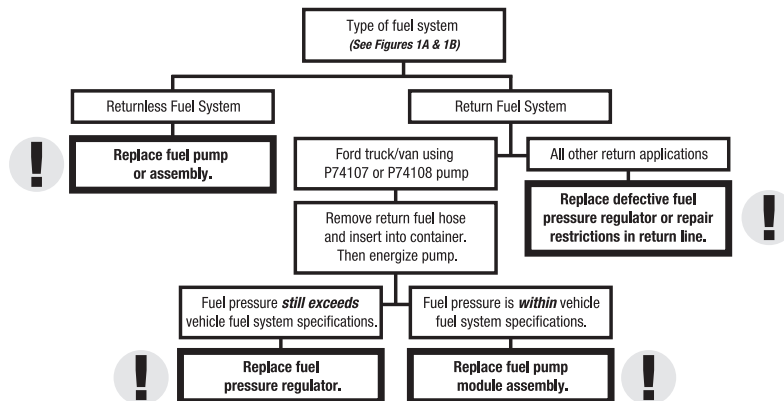 Type of fuel system
(See Figures 1A & 1B)
Returnless Fuel System
Return Fuel System
!
Replace fuel pump
or assembly.
Ford truck/van using
P74107 or P74108 pump
All other return applications
Remove return fuel hose
and insert into container.
Then energize pump.
Replace defective fuel
pressure regulator or repair
restrictions in return line.
!
Fuel pressure still exceeds
vehicle fuel system specifications.
Fuel pressure is within vehicle
fuel system specifications.
!
Replace fuel
pressure regulator.
Replace fuel pump
module assembly.
!